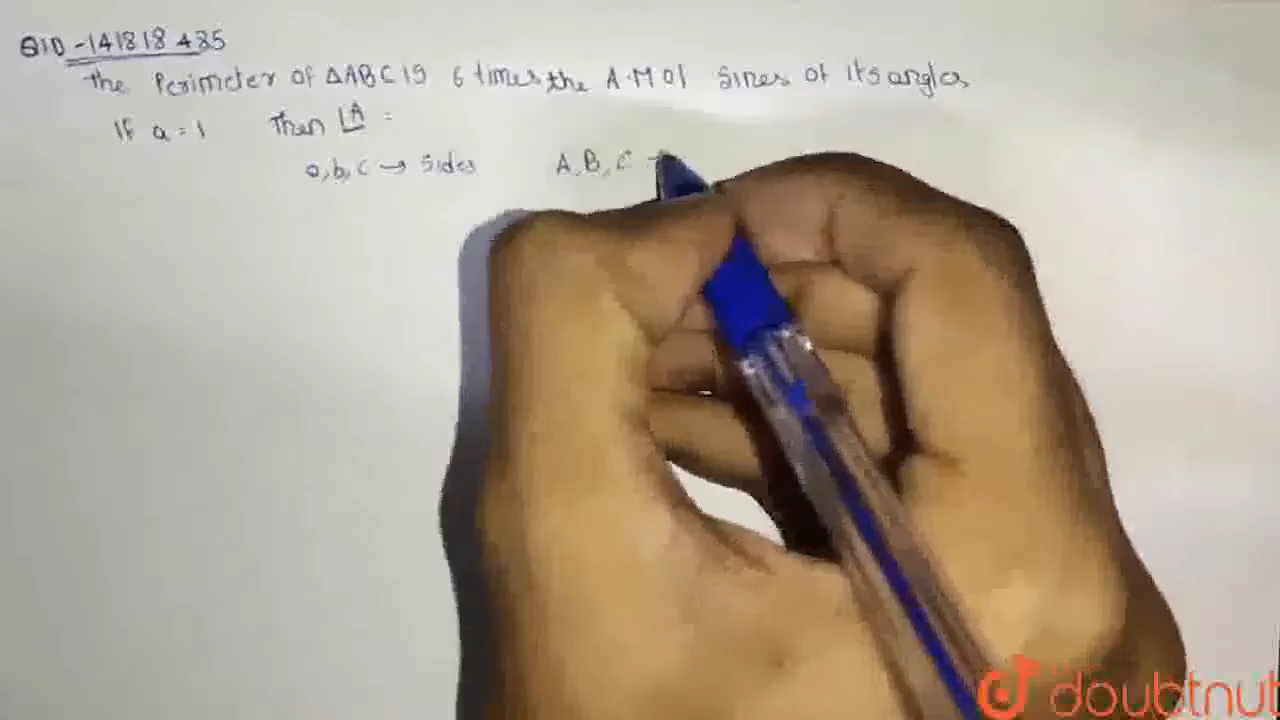 QID - 141818435
The Perimeter of ΔABC is 6 times the A.M of sines of its angles
If a = 1 Then ∠A =
a,b,c → sides A, B, C →
doubtnut